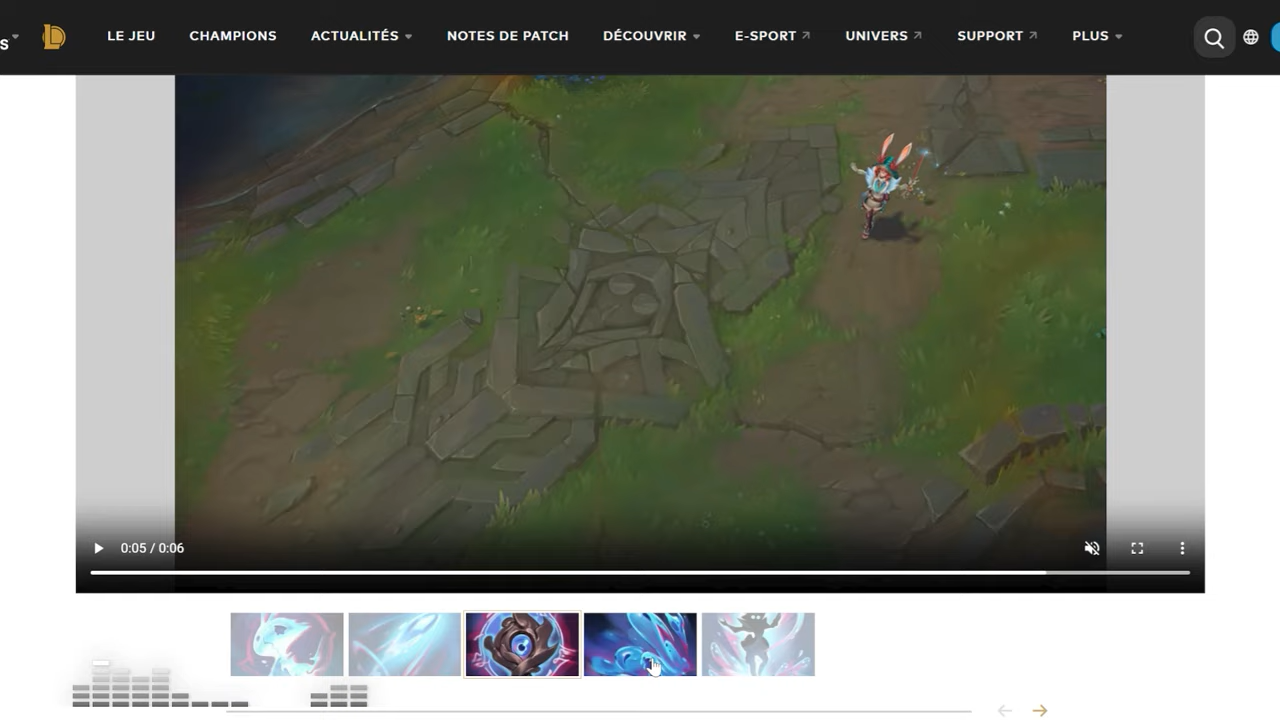 S LE JEU CHAMPIONS ACTUALITÉS NOTES DE PATCH DÉCOUVRIR E-SPORT UNIVERS SUPPORT PLUS
0:05 / 0:06